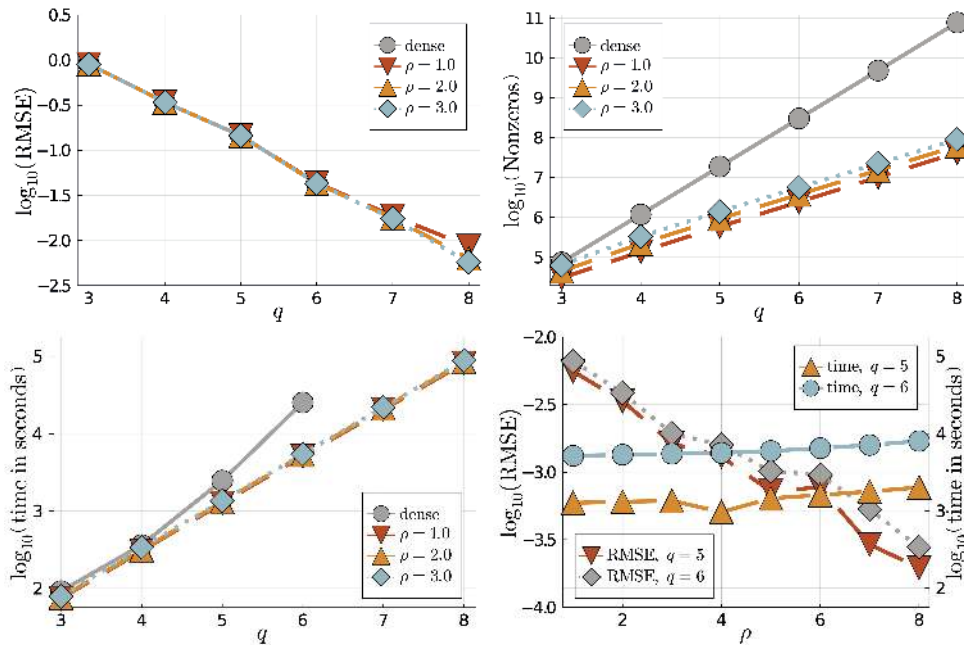 0.5
0.0
−0.5
−1.0
−1.5
−2.0
−2.5
log₁₀(RMSE)
3 4 5 6 7 8
q
dense
ρ = 1.0
ρ = 2.0
ρ = 3.0
11
10
9
8
7
6
5
log₁₀(Nonzeros)
3 4 5 6 7 8
q
dense
ρ = 1.0
ρ = 2.0
ρ = 3.0
5
4
3
2
log₁₀(time in seconds)
3 4 5 6 7 8
q
dense
ρ = 1.0
ρ = 2.0
ρ = 3.0
−2.0
−2.5
−3.0
−3.5
−4.0
log₁₀(RMSE)
2 4 6 8
ρ
time, q = 5
time, q = 6
RMSE, q = 5
RMSE, q = 6
5
4
3
2
log₁₀(time in seconds)